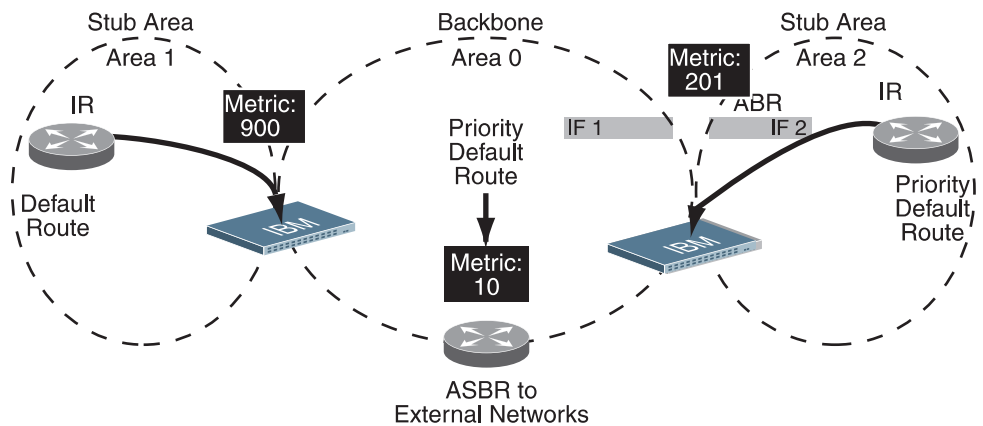 Stub Area
Backbone
Stub Area
Area 1
Area 0
Area 2
Metric:
900
Metric:
201
IR
ABR
IR
IF 1
IF 2
Priority
Default
Route
Default
Route
Priority
Default
Route
IBM
IBM
Metric:
10
ASBR to
External Networks